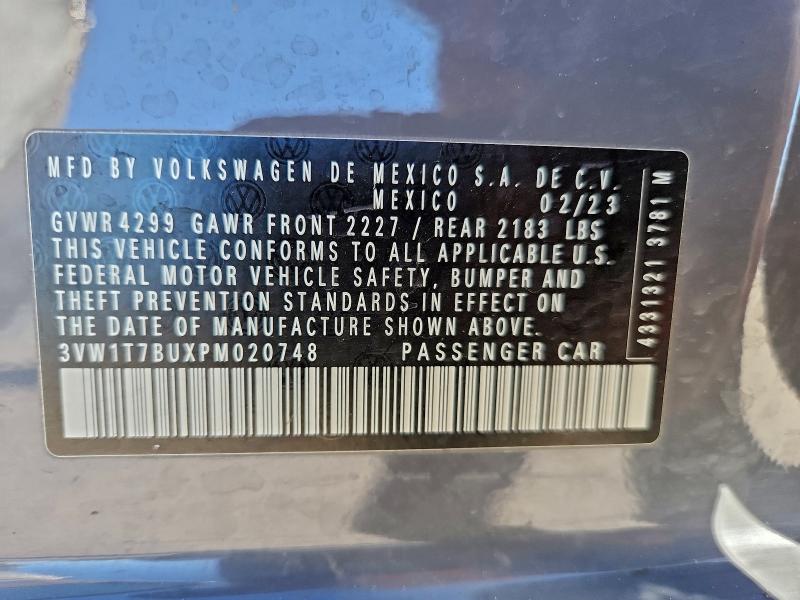 MFD BY VOLKSWAGEN DE MEXICO S.A. DE C.V.
MEXICO 02/23
GVWR 4299 GAWR FRONT 2227 / REAR 2183 LBS
THIS VEHICLE CONFORMS TO ALL APPLICABLE U.S.
FEDERAL MOTOR VEHICLE SAFETY, BUMPER AND
THEFT PREVENTION STANDARDS IN EFFECT ON
THE DATE OF MANUFACTURE SHOWN ABOVE.
3VW1T7BUXPM020748 PASSENGER CAR
4331321 3781 M